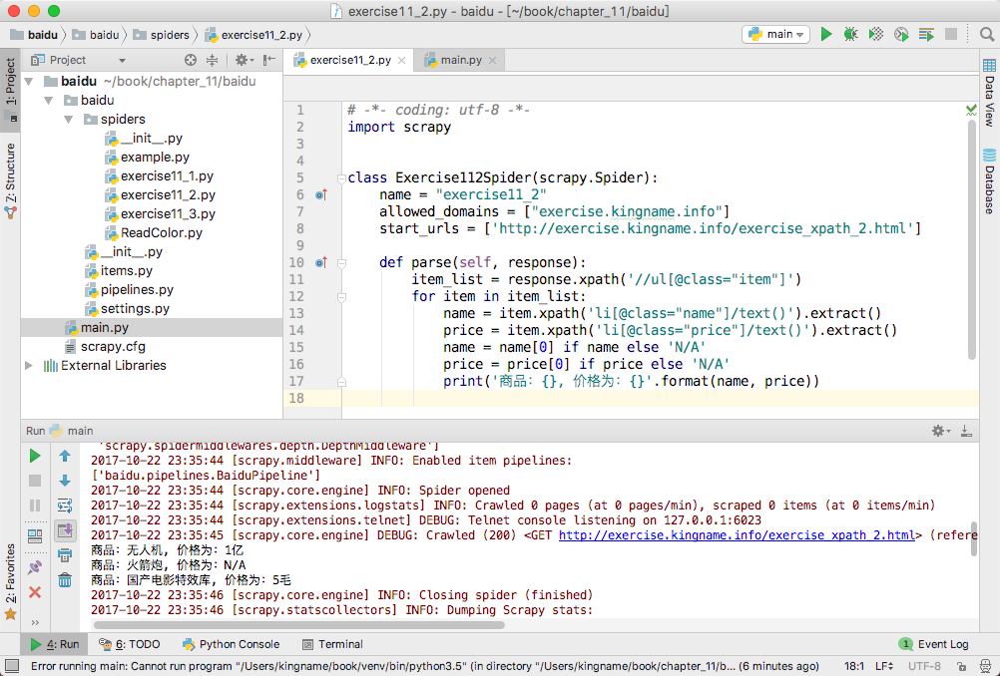 exercise11_2.py - baidu - [~/book/chapter_11/baidu]
baidu baidu spiders exercise11_2.py main
Project exercise11_2.py main.py
1: Project
Z: Structure
2: Favorites
Data View
Database
baidu ~/book/chapter_11/baidu
baidu
spiders
__init__.py
example.py
exercise11_1.py
exercise11_2.py
exercise11_3.py
ReadColor.py
__init__.py
items.py
pipelines.py
settings.py
main.py
scrapy.cfg
External Libraries
1 # -*- coding: utf-8 -*-
2 import scrapy
3
4
5 class Exercise112Spider(scrapy.Spider):
6 name = "exercise11_2"
7 allowed_domains = ["exercise.kingname.info"]
8 start_urls = ['http://exercise.kingname.info/exercise_xpath_2.html']
9
10 def parse(self, response):
11 item_list = response.xpath('//ul[@class="item"]')
12 for item in item_list:
13 name = item.xpath('li[@class="name"]/text()').extract()
14 price = item.xpath('li[@class="price"]/text()').extract()
15 name = name[0] if name else 'N/A'
16 price = price[0] if price else 'N/A'
17 print('商品：{}, 价格为：{}'.format(name, price))
18
Run main
'scrapy.spidermiddlewares.depth.DepthMiddleware']
2017-10-22 23:35:44 [scrapy.middleware] INFO: Enabled item pipelines:
['baidu.pipelines.BaiduPipeline']
2017-10-22 23:35:44 [scrapy.core.engine] INFO: Spider opened
2017-10-22 23:35:44 [scrapy.extensions.logstats] INFO: Crawled 0 pages (at 0 pages/min), scraped 0 items (at 0 items/min)
2017-10-22 23:35:44 [scrapy.extensions.telnet] DEBUG: Telnet console listening on 127.0.0.1:6023
2017-10-22 23:35:45 [scrapy.core.engine] DEBUG: Crawled (200) <GET http://exercise.kingname.info/exercise_xpath_2.html> (refere
商品：无人机, 价格为：1亿
商品：火箭炮, 价格为：N/A
商品：国产电影特效库, 价格为：5毛
2017-10-22 23:35:46 [scrapy.core.engine] INFO: Closing spider (finished)
2017-10-22 23:35:46 [scrapy.statscollectors] INFO: Dumping Scrapy stats:
4: Run 6: TODO Python Console Terminal 1 Event Log
Error running main: Cannot run program "/Users/kingname/book/venv/bin/python3.5" (in directory "/Users/kingname/book/chapter_11/b... (6 minutes ago) 18:1 LF UTF-8